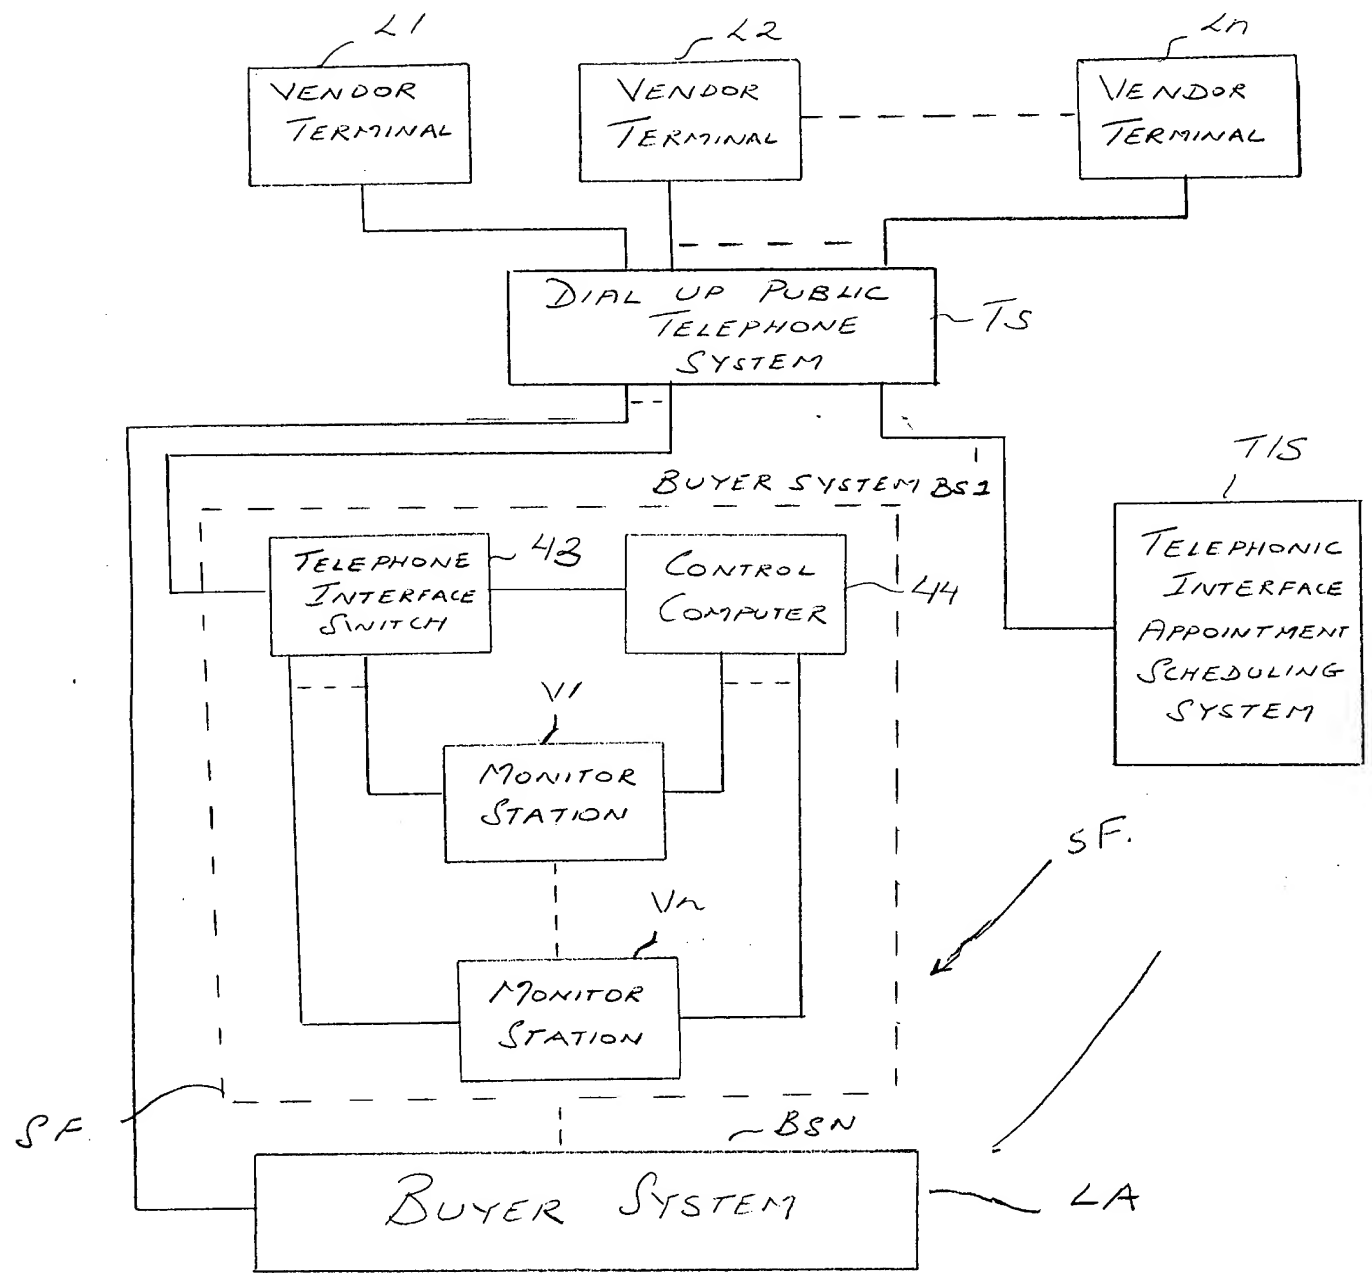 L1
L2
Ln
VENDOR
TERMINAL
VENDOR
TERMINAL
VENDOR
TERMINAL
DIAL UP PUBLIC
TELEPHONE
SYSTEM
TS
BUYER SYSTEM BS1
TIS
TELEPHONE
INTERFACE
SWITCH
43
CONTROL
COMPUTER
44
TELEPHONIC
INTERFACE
APPOINTMENT
SCHEDULING
SYSTEM
V1
MONITOR
STATION
SF.
Vn
MONITOR
STATION
SF
BSN
BUYER SYSTEM
LA